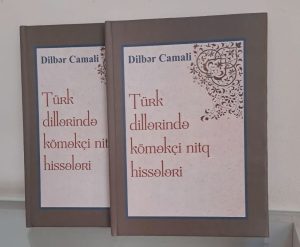 Dilbər Camali
Türk
dillərində
köməkçi nitq
hissələri
Dilbər Camali
Türk
dillərində
köməkçi nitq
hissələri